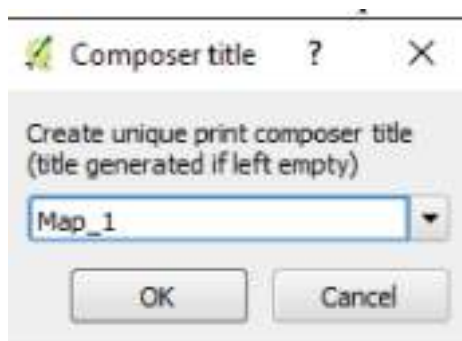 Composer title ? ×
Create unique print composer title
(title generated if left empty)
Map_1
OK Cancel